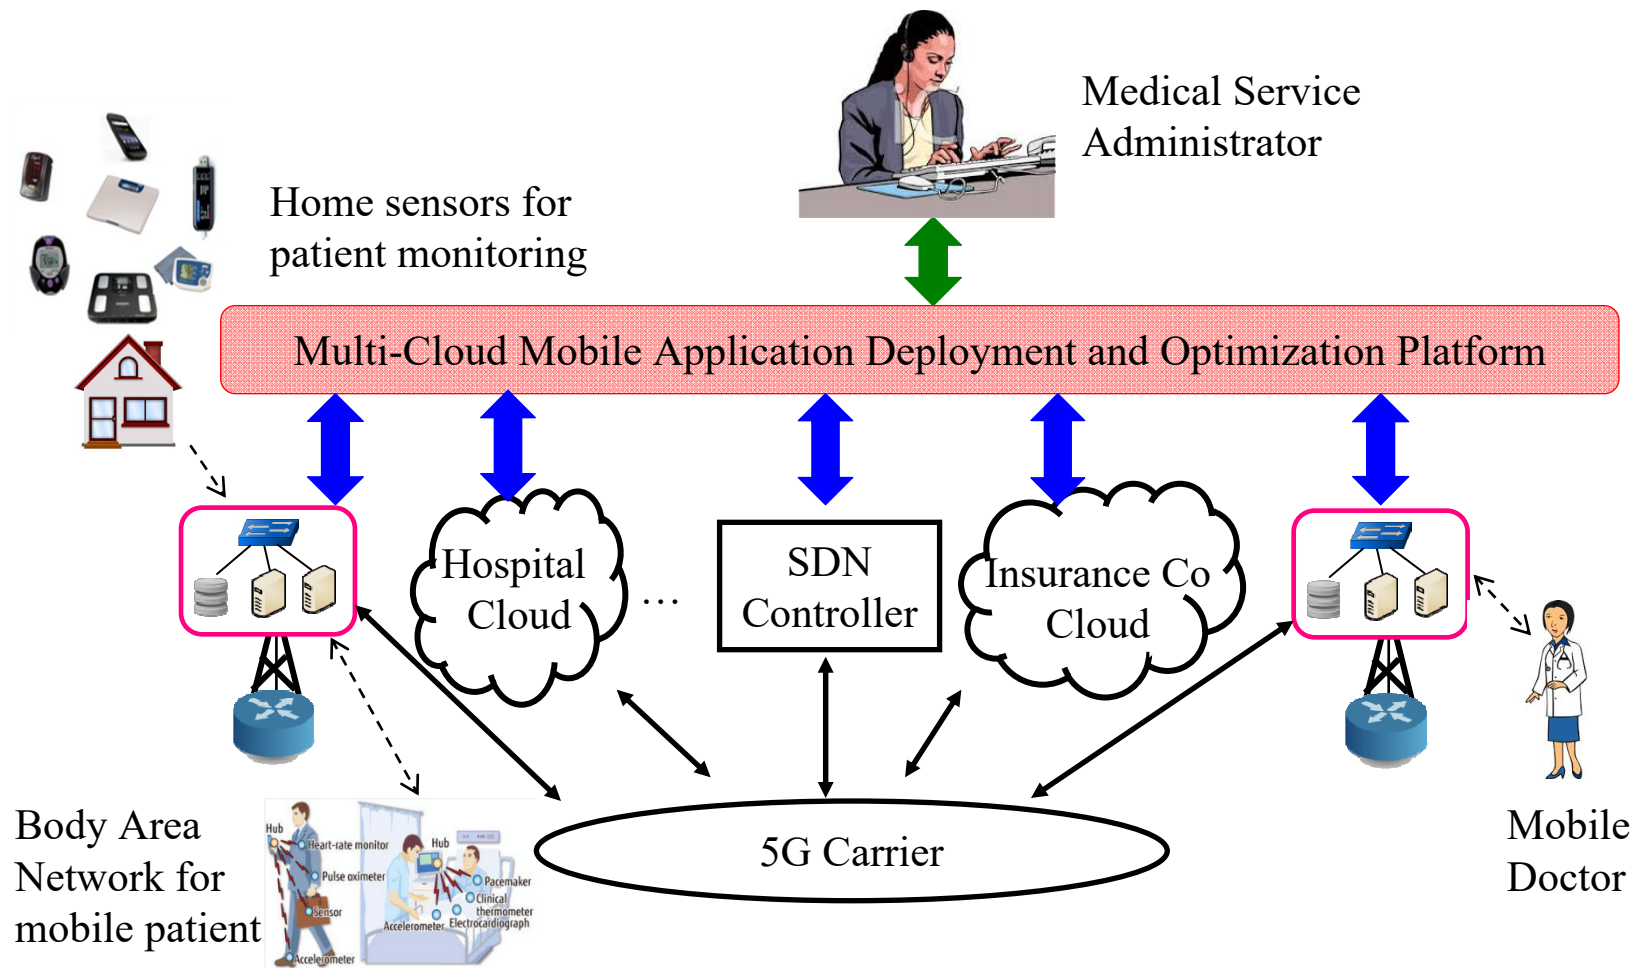 Medical Service
Administrator
Home sensors for
patient monitoring
Multi-Cloud Mobile Application Deployment and Optimization Platform
Hospital
Cloud
...
SDN
Controller
Insurance Co
Cloud
5G Carrier
Body Area
Network for
mobile patient
Hub
Heart-rate monitor
Pulse oximeter
Sensor
Accelerometer
Hub
Pacemaker
Clinical
thermometer
Electrocardiograph
Accelerometer
Mobile
Doctor